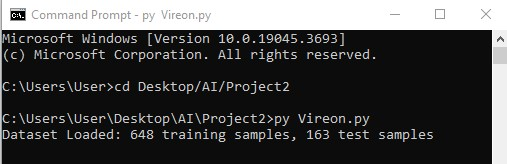 Command Prompt - py  Vireon.py
Microsoft Windows [Version 10.0.19045.3693]
(c) Microsoft Corporation. All rights reserved.
C:\Users\User>cd Desktop/AI/Project2
C:\Users\User\Desktop\AI\Project2>py Vireon.py
Dataset Loaded: 648 training samples, 163 test samples